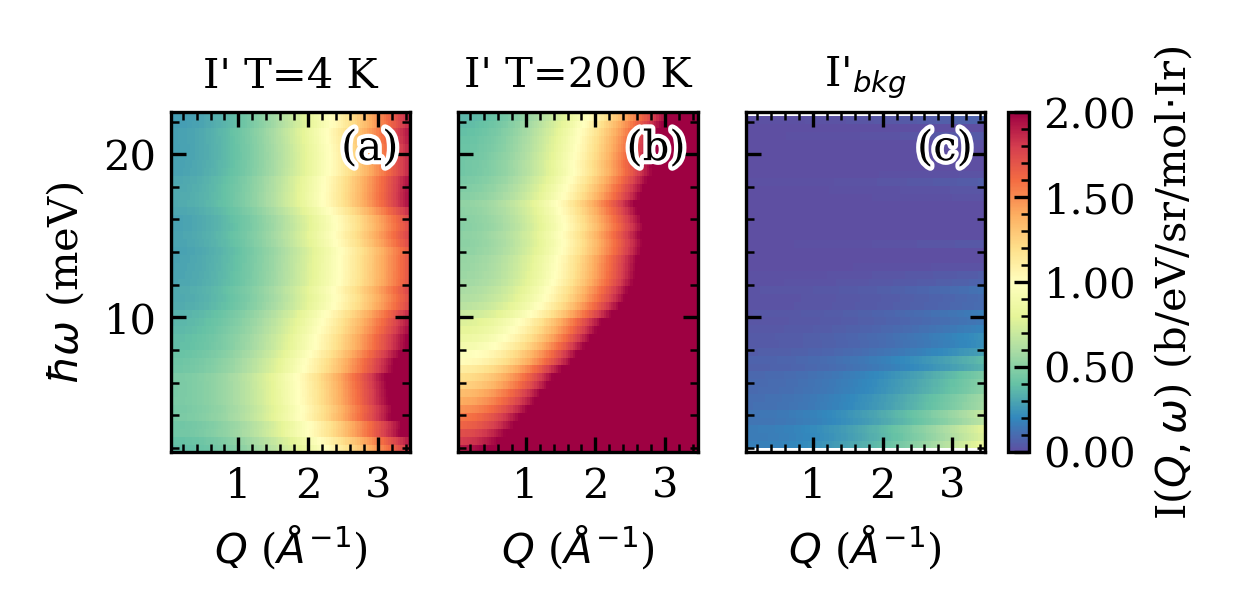 I' T=4 K
I' T=200 K
I'bkg
(a)
(b)
(c)
20
10
ħω (meV)
1 2 3
1 2 3
1 2 3
Q (Å⁻¹)
Q (Å⁻¹)
Q (Å⁻¹)
2.00
1.50
1.00
0.50
0.00
I(Q, ω) (b/eV/sr/mol·Ir)